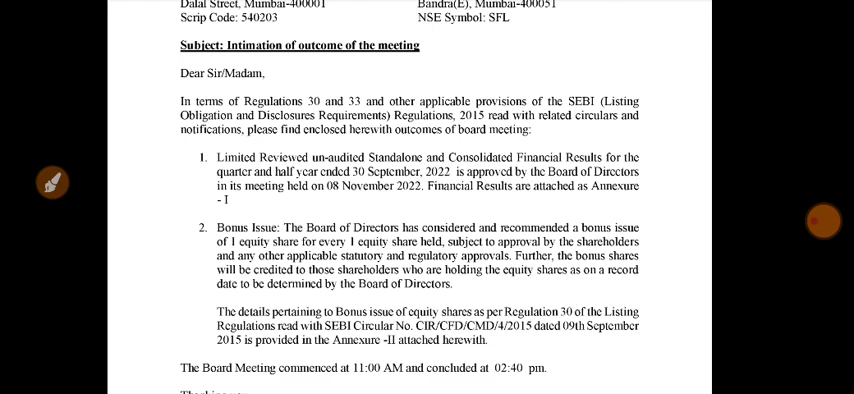 Dalal Street, Mumbai-400001 Bandra(E), Mumbai-400051
Scrip Code: 540203 NSE Symbol: SFL
Subject: Intimation of outcome of the meeting
Dear Sir/Madam,
In terms of Regulations 30 and 33 and other applicable provisions of the SEBI (Listing
Obligation and Disclosures Requirements) Regulations, 2015 read with related circulars and
notifications, please find enclosed herewith outcomes of board meeting:
1. Limited Reviewed un-audited Standalone and Consolidated Financial Results for the
quarter and half year ended 30 September, 2022 is approved by the Board of Directors
in its meeting held on 08 November 2022. Financial Results are attached as Annexure
- I
2. Bonus Issue: The Board of Directors has considered and recommended a bonus issue
of 1 equity share for every 1 equity share held, subject to approval by the shareholders
and any other applicable statutory and regulatory approvals. Further, the bonus shares
will be credited to those shareholders who are holding the equity shares as on a record
date to be determined by the Board of Directors.
The details pertaining to Bonus issue of equity shares as per Regulation 30 of the Listing
Regulations read with SEBI Circular No. CIR/CFD/CMD/4/2015 dated 09th September
2015 is provided in the Annexure -II attached herewith.
The Board Meeting commenced at 11:00 AM and concluded at 02:40 pm.